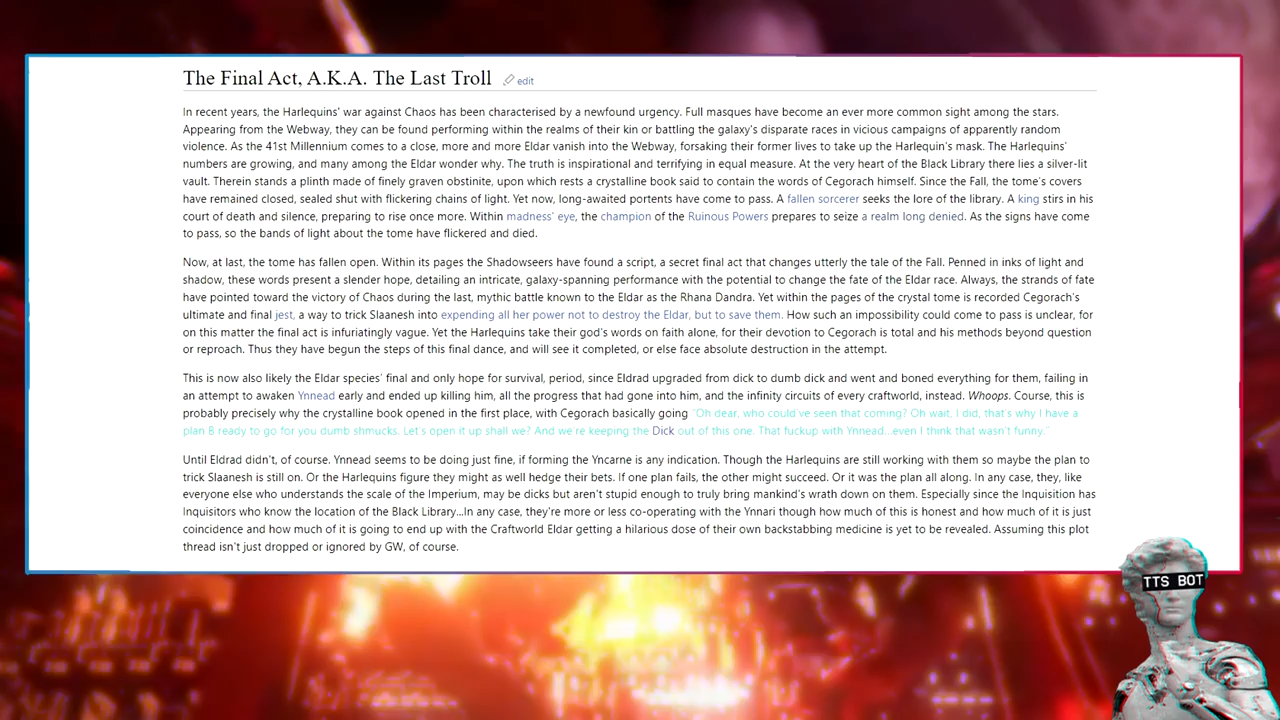 The Final Act, A.K.A. The Last Troll edit
In recent years, the Harlequins' war against Chaos has been characterised by a newfound urgency. Full masques have become an ever more common sight among the stars.
Appearing from the Webway, they can be found performing within the realms of their kin or battling the galaxy's disparate races in vicious campaigns of apparently random
violence. As the 41st Millennium comes to a close, more and more Eldar vanish into the Webway, forsaking their former lives to take up the Harlequin's mask. The Harlequins'
numbers are growing, and many among the Eldar wonder why. The truth is inspirational and terrifying in equal measure. At the very heart of the Black Library there lies a silver-lit
vault. Therein stands a plinth made of finely graven obstinite, upon which rests a crystalline book said to contain the words of Cegorach himself. Since the Fall, the tome's covers
have remained closed, sealed shut with flickering chains of light. Yet now, long-awaited portents have come to pass. A fallen sorcerer seeks the lore of the library. A king stirs in his
court of death and silence, preparing to rise once more. Within madness' eye, the champion of the Ruinous Powers prepares to seize a realm long denied. As the signs have come
to pass, so the bands of light about the tome have flickered and died.
Now, at last, the tome has fallen open. Within its pages the Shadowseers have found a script, a secret final act that changes utterly the tale of the Fall. Penned in inks of light and
shadow, these words present a slender hope, detailing an intricate, galaxy-spanning performance with the potential to change the fate of the Eldar race. Always, the strands of fate
have pointed toward the victory of Chaos during the last, mythic battle known to the Eldar as the Rhana Dandra. Yet within the pages of the crystal tome is recorded Cegorach's
ultimate and final jest, a way to trick Slaanesh into expending all her power not to destroy the Eldar, but to save them. How such an impossibility could come to pass is unclear, for
on this matter the final act is infuriatingly vague. Yet the Harlequins take their god's words on faith alone, for their devotion to Cegorach is total and his methods beyond question
or reproach. Thus they have begun the steps of this final dance, and will see it completed, or else face absolute destruction in the attempt.
This is now also likely the Eldar species' final and only hope for survival, period, since Eldrad upgraded from dick to dumb dick and went and boned everything for them, failing in
an attempt to awaken Ynnead early and ended up killing him, all the progress that had gone into him, and the infinity circuits of every craftworld, instead. Whoops. Course, this is
probably precisely why the crystalline book opened in the first place, with Cegorach basically going "Oh dear, who could've seen that coming? Oh wait, I did, that's why I have a
plan B ready to go for you dumb shmucks. Let's open it up shall we? And we're keeping the Dick out of this one. That fuckup with Ynnead...even I think that wasn't funny."
Until Eldrad didn't, of course. Ynnead seems to be doing just fine, if forming the Yncarne is any indication. Though the Harlequins are still working with them so maybe the plan to
trick Slaanesh is still on. Or the Harlequins figure they might as well hedge their bets. If one plan fails, the other might succeed. Or it was the plan all along. In any case, they, like
everyone else who understands the scale of the Imperium, may be dicks but aren't stupid enough to truly bring mankind's wrath down on them. Especially since the Inquisition has
Inquisitors who know the location of the Black Library...In any case, they're more or less co-operating with the Ynnari though how much of this is honest and how much of it is just
coincidence and how much of it is going to end up with the Craftworld Eldar getting a hilarious dose of their own backstabbing medicine is yet to be revealed. Assuming this plot
thread isn't just dropped or ignored by GW, of course.
TTS BOT